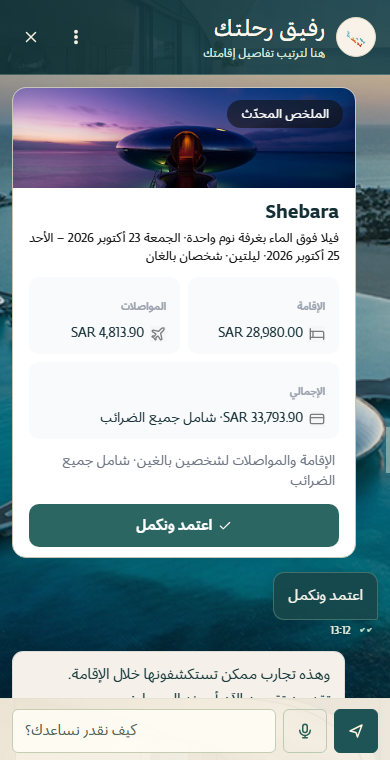 رفيق رحلتك
هنا لترتيب تفاصيل إقامتك
الملخص المحدّث
Shebara
فيلا فوق الماء بغرفة نوم واحدة · الجمعة 23 أكتوبر 2026 – الأحد
25 أكتوبر 2026 · ليلتين · شخصان بالغان
الإقامة
SAR 28,980.00
المواصلات
SAR 4,813.90
الإجمالي
SAR 33,793.90 · شامل جميع الضرائب
الإقامة والمواصلات لشخصين بالغين · شامل جميع
الضرائب
اعتمد ونكمل
اعتمد ونكمل
13:12
وهذه تجارب ممكن تستكشفونها خلال الإقامة.
كيف نقدر نساعدك؟